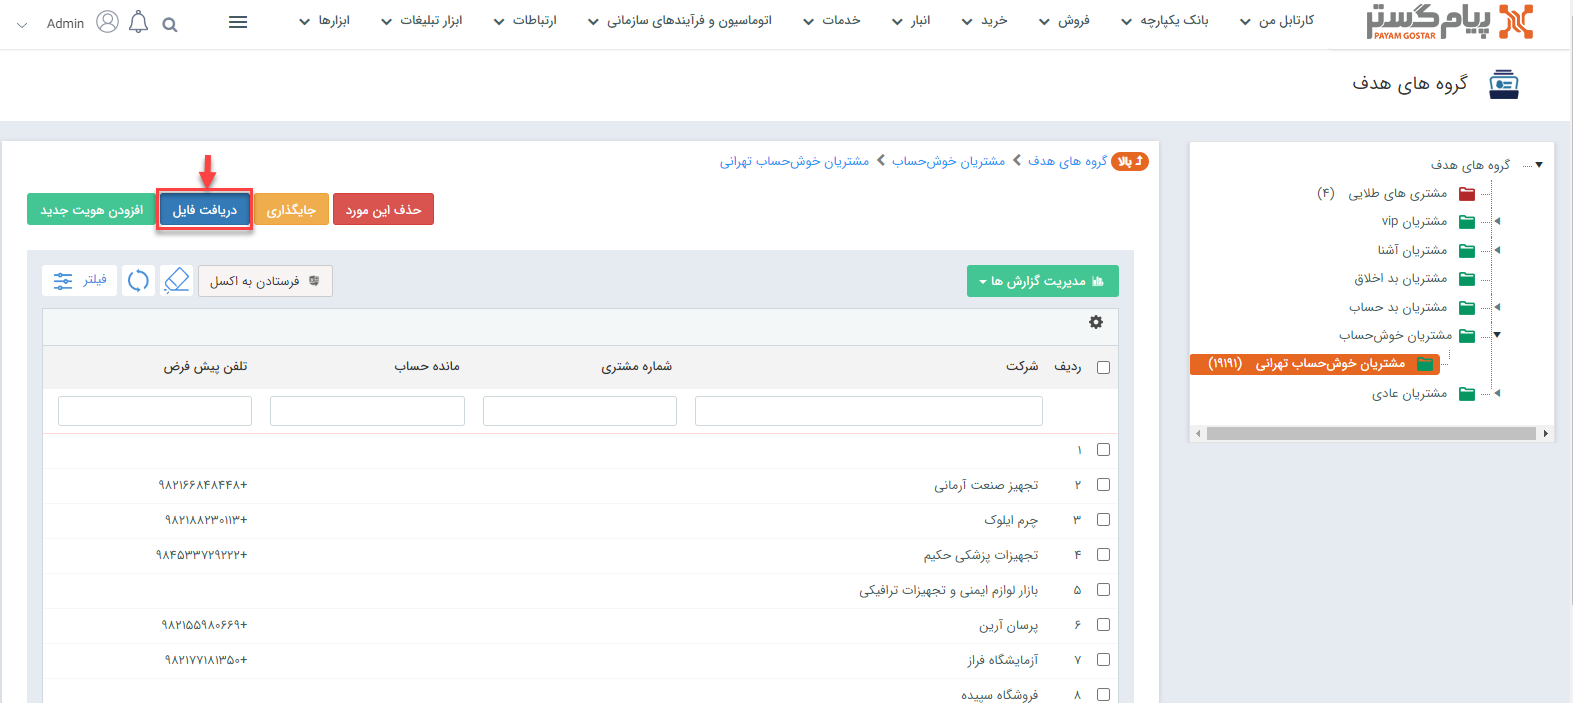 پیام گستر
PAYAM GOSTAR
کارتابل من
بانک یکپارچه
فروش
خرید
انبار
خدمات
اتوماسیون و فرآیندهای سازمانی
ارتباطات
ابزار تبلیغات
ابزارها
Admin
گروه های هدف
گروه های هدف
مشتری های طلایی (۴)
مشتریان vip
مشتریان آشنا
مشتریان بد اخلاق
مشتریان بد حساب
مشتریان خوش‌حساب
مشتریان خوش‌حساب تهرانی (۱۹۱۹۱)
مشتریان عادی
بالا گروه های هدف مشتریان خوش‌حساب مشتریان خوش‌حساب تهرانی
حذف این مورد
جایگذاری
دریافت فایل
افزودن هویت جدید
مدیریت گزارش ها
فرستادن به اکسل
فیلتر
ردیف شرکت شماره مشتری مانده حساب تلفن پیش فرض
۱
۲ تجهیز صنعت آرمانی +۹۸۲۱۶۶۸۴۸۴۴۸
۳ چرم ایلوک +۹۸۲۱۸۸۲۳۰۱۱۳
۴ تجهیزات پزشکی حکیم +۹۸۴۵۳۳۷۲۹۲۲۲
۵ بازار لوازم ایمنی و تجهیزات ترافیکی
۶ پرسان آرین +۹۸۲۱۵۵۹۸۰۶۶۹
۷ آزمایشگاه فراز +۹۸۲۱۷۷۱۸۱۳۵۰
۸ فروشگاه سپیده